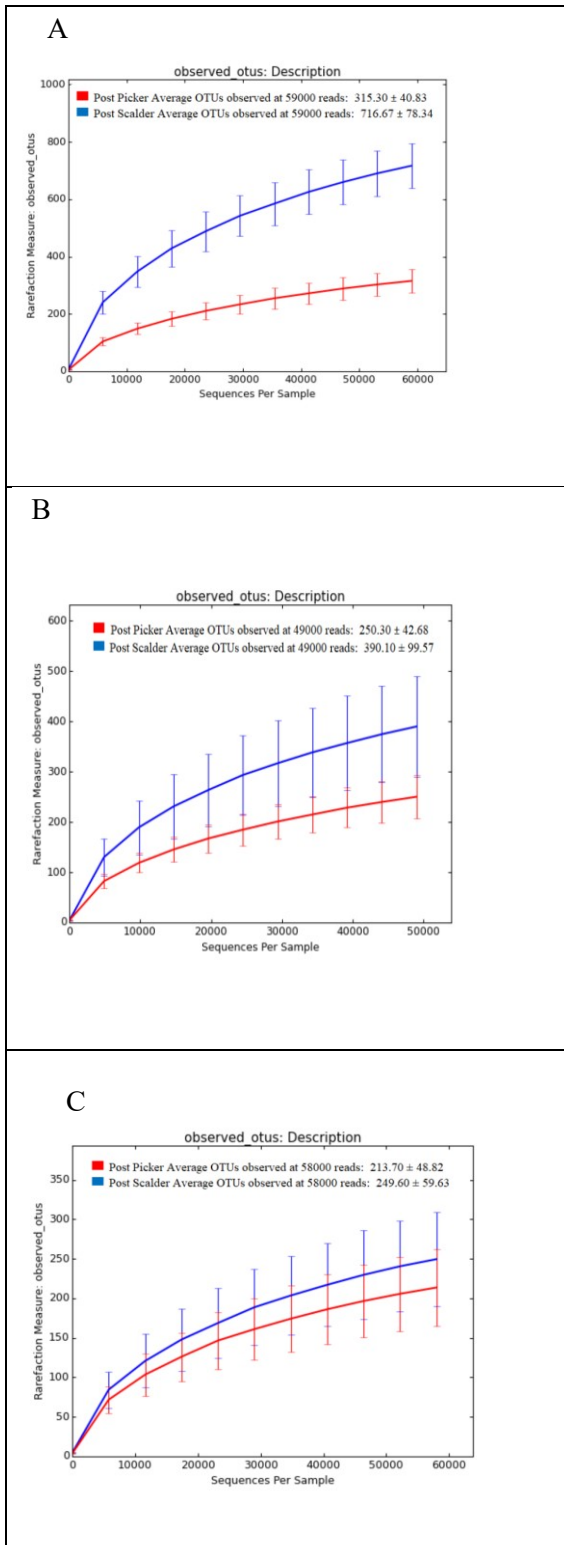 A
observed_otus: Description
1000
800
600
400
200
0
Rarefaction Measure: observed_otus
Post Picker Average OTUs observed at 59000 reads: 315.30 ± 40.83
Post Scalder Average OTUs observed at 59000 reads: 716.67 ± 78.34
0 10000 20000 30000 40000 50000 60000
Sequences Per Sample
B
observed_otus: Description
600
500
400
300
200
100
0
Rarefaction Measure: observed_otus
Post Picker Average OTUs observed at 49000 reads: 250.30 ± 42.68
Post Scalder Average OTUs observed at 49000 reads: 390.10 ± 99.57
0 10000 20000 30000 40000 50000
Sequences Per Sample
C
observed_otus: Description
350
300
250
200
150
100
50
0
Rarefaction Measure: observed_otus
Post Picker Average OTUs observed at 58000 reads: 213.70 ± 48.82
Post Scalder Average OTUs observed at 58000 reads: 249.60 ± 59.63
0 10000 20000 30000 40000 50000 60000
Sequences Per Sample